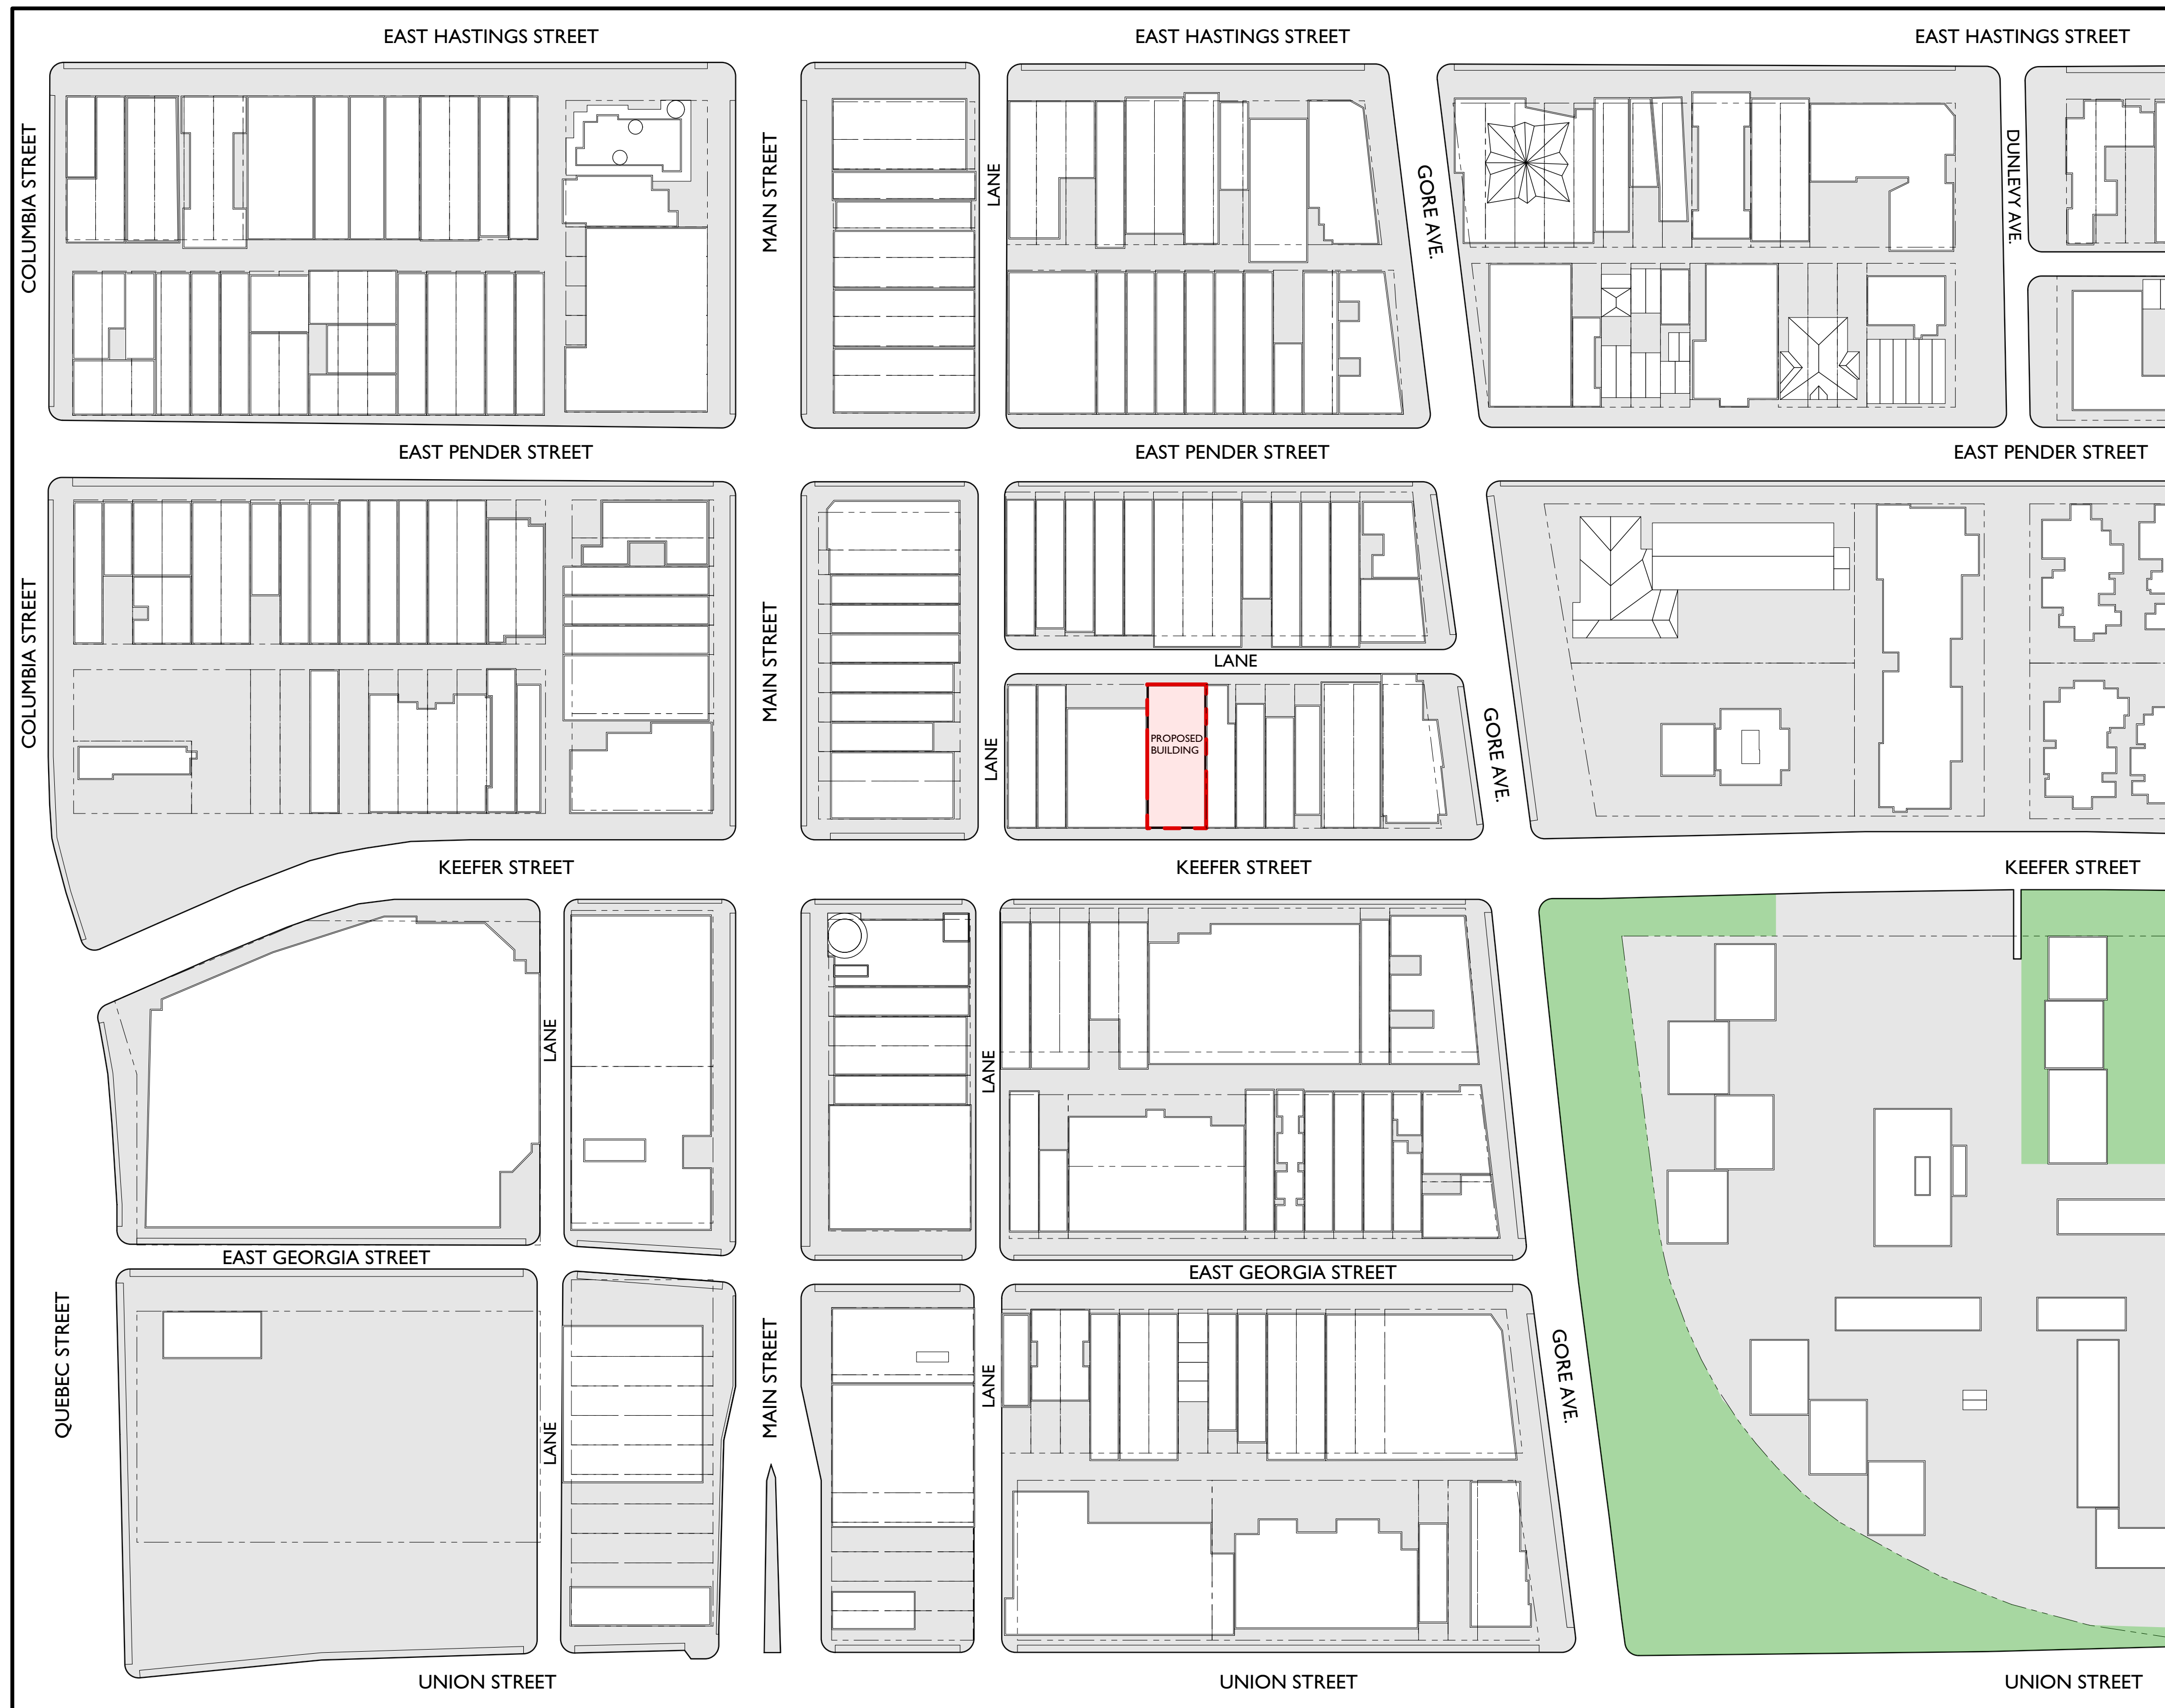 EAST HASTINGS STREET
EAST HASTINGS STREET
EAST HASTINGS STREET
COLUMBIA STREET
MAIN STREET
LANE
GORE AVE.
DUNLEVY AVE.
EAST PENDER STREET
EAST PENDER STREET
EAST PENDER STREET
COLUMBIA STREET
MAIN STREET
LANE
LANE
PROPOSED
BUILDING
GORE AVE.
KEEFER STREET
KEEFER STREET
KEEFER STREET
LANE
LANE
EAST GEORGIA STREET
EAST GEORGIA STREET
QUEBEC STREET
LANE
MAIN STREET
LANE
GORE AVE.
UNION STREET
UNION STREET
UNION STREET